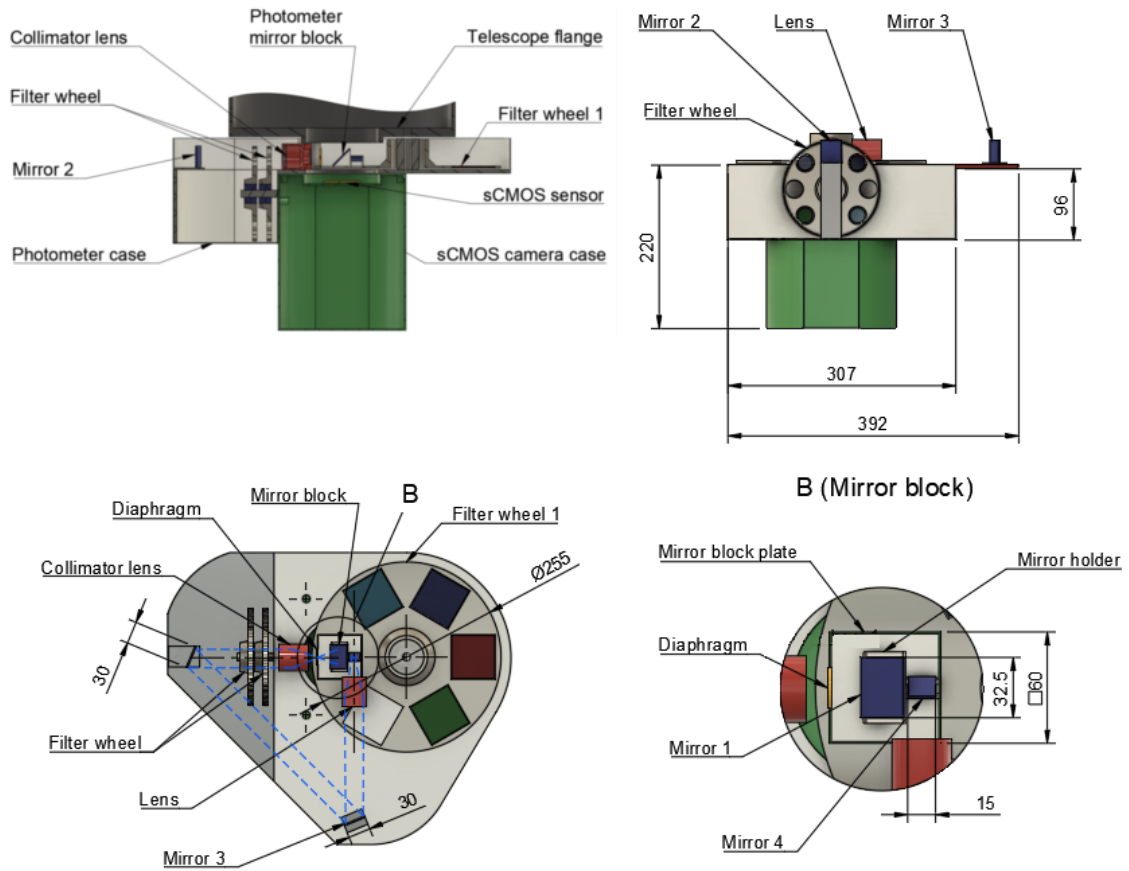 Photometer
mirror block
Collimator lens
Telescope flange
Filter wheel
Filter wheel 1
Mirror 2
sCMOS sensor
Photometer case
sCMOS camera case
Mirror 2
Lens
Mirror 3
Filter wheel
220
96
307
392
B
Mirror block
Diaphragm
Filter wheel 1
Collimator lens
Ø255
30
Filter wheel
Lens
30
Mirror 3
B (Mirror block)
Mirror block plate
Mirror holder
Diaphragm
32.5
□60
Mirror 1
15
Mirror 4